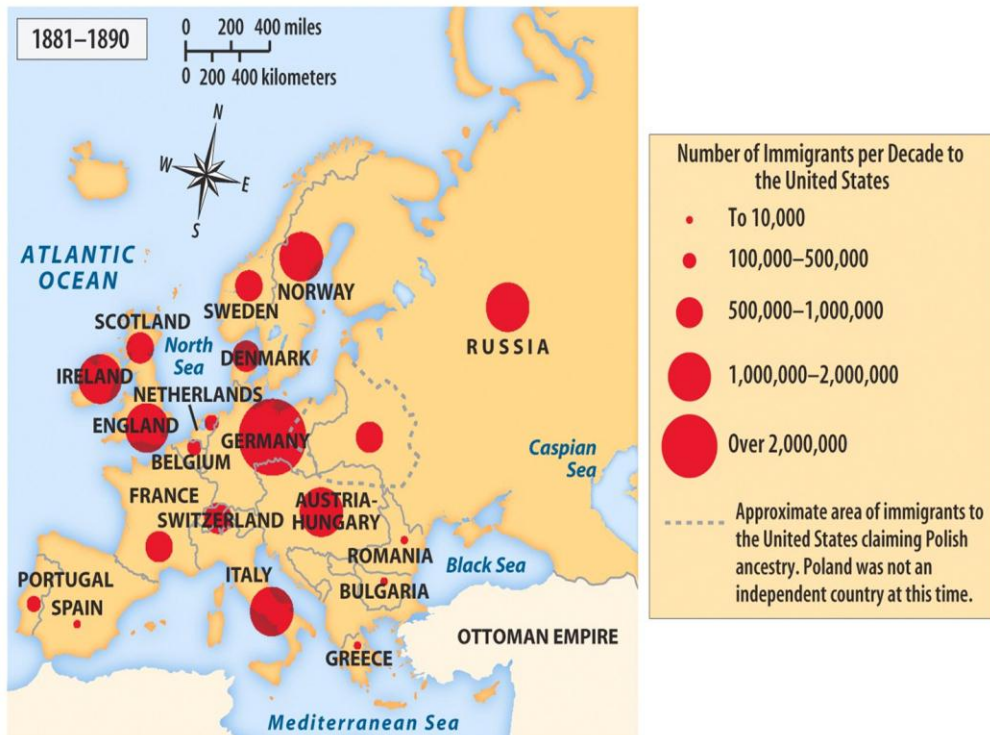 1881–1890
0 200 400 miles
0 200 400 kilometers
N
W
E
S
ATLANTIC
OCEAN
NORWAY
SWEDEN
SCOTLAND
North
Sea
DENMARK
RUSSIA
IRELAND
NETHERLANDS
ENGLAND
GERMANY
BELGIUM
Caspian
Sea
FRANCE
SWITZERLAND
AUSTRIA-
HUNGARY
ROMANIA
Black Sea
ITALY
BULGARIA
PORTUGAL
SPAIN
OTTOMAN EMPIRE
GREECE
Mediterranean Sea
Number of Immigrants per Decade to
the United States
To 10,000
100,000–500,000
500,000–1,000,000
1,000,000–2,000,000
Over 2,000,000
Approximate area of immigrants to
the United States claiming Polish
ancestry. Poland was not an
independent country at this time.